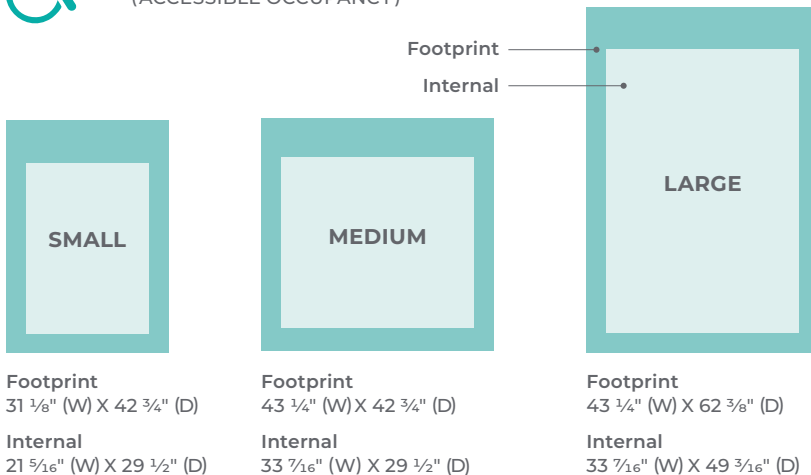 (ACCESSIBLE OCCUPANCY)
Footprint
Internal
SMALL
MEDIUM
LARGE
Footprint
31 ⅛" (W) X 42 ¾" (D)
Internal
21 ⁵⁄₁₆" (W) X 29 ½" (D)
Footprint
43 ¼" (W) X 42 ¾" (D)
Internal
33 ⁷⁄₁₆" (W) X 29 ½" (D)
Footprint
43 ¼" (W) X 62 ⅜" (D)
Internal
33 ⁷⁄₁₆" (W) X 49 ³⁄₁₆" (D)